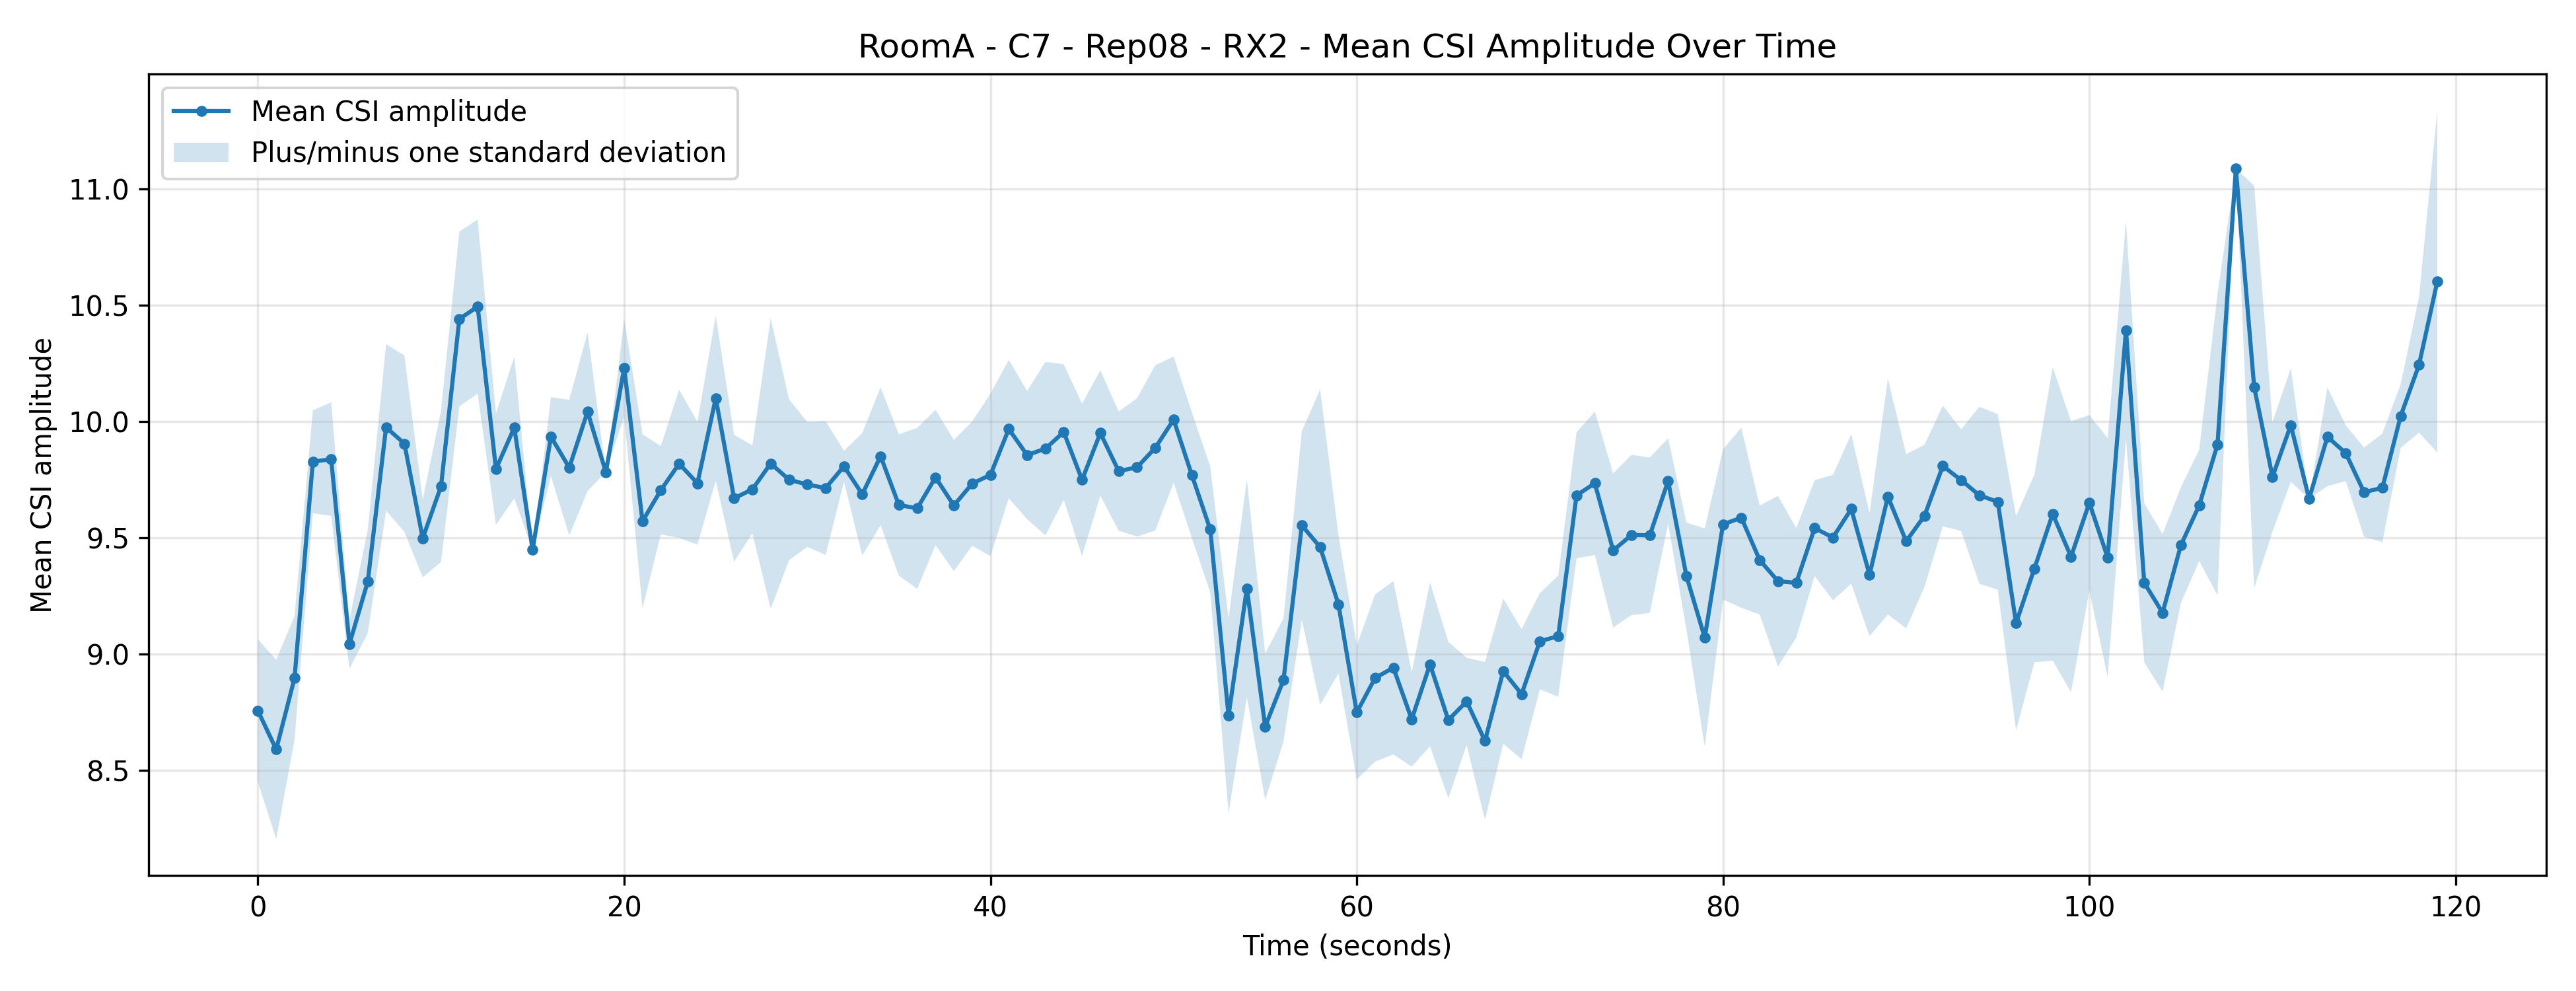 RoomA - C7 - Rep08 - RX2 - Mean CSI Amplitude Over Time
Mean CSI amplitude
Plus/minus one standard deviation
11.0
10.5
10.0
9.5
9.0
8.5
Mean CSI amplitude
0 20 40 60 80 100 120
Time (seconds)